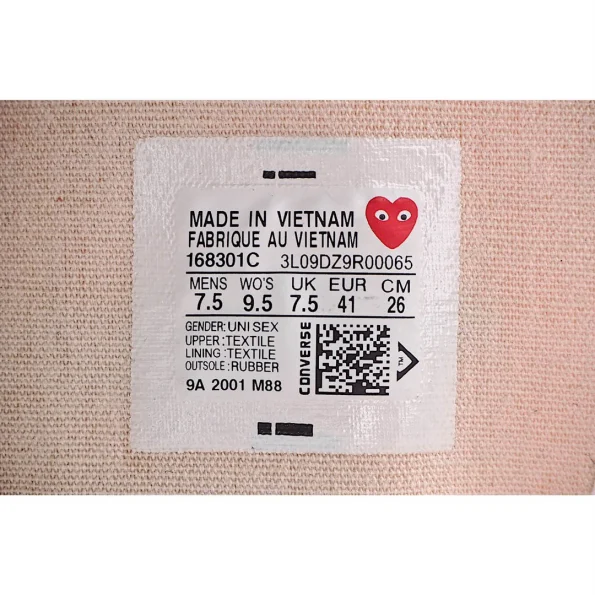 MADE IN VIETNAM
FABRIQUE AU VIETNAM
168301C 3L09DZ9R00065
MENS WO'S UK EUR CM
7.5 9.5 7.5 41 26
GENDER:UNISEX
UPPER:TEXTILE
LINING:TEXTILE
OUTSOLE:RUBBER
9A 2001 M88
CONVERSE
TM